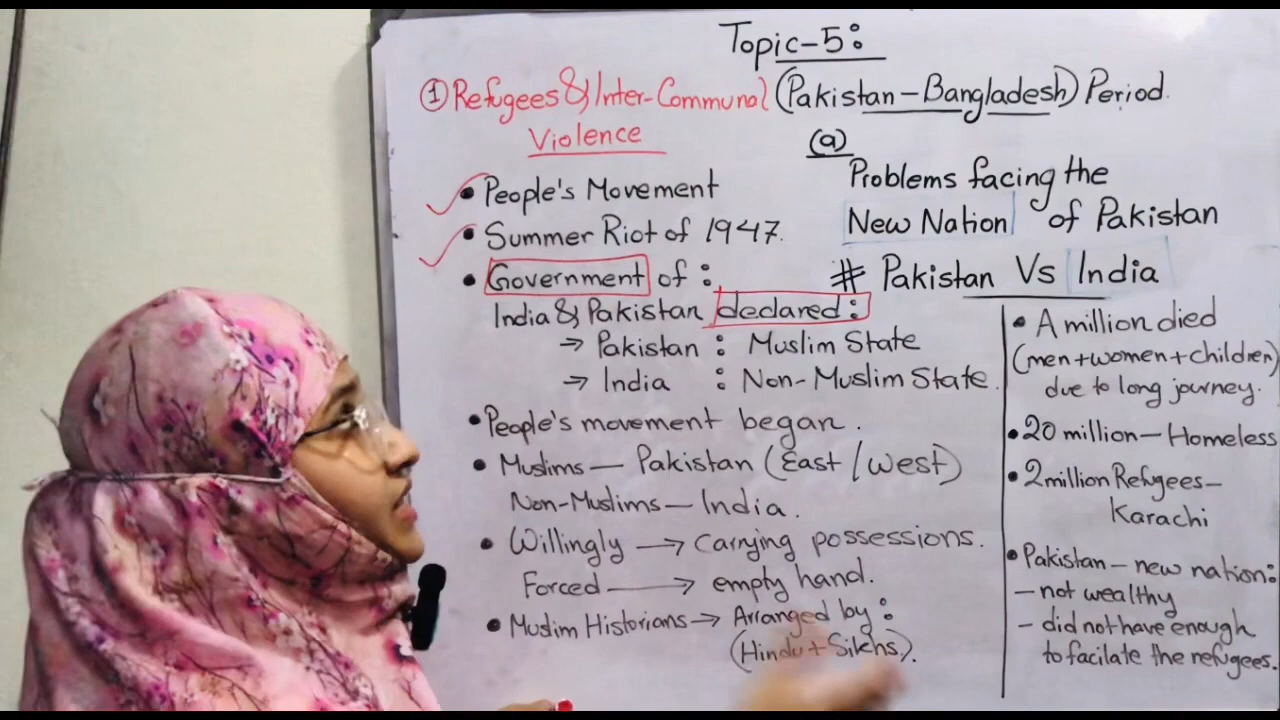 Topic-5:
① Refugees & Inter-Communal
Violence
(Pakistan-Bangladesh) Period.
(a)
Problems facing the
New Nation of Pakistan
# Pakistan Vs India
• People's Movement
• Summer Riot of 1947.
• Government of :
India & Pakistan declared:
→ Pakistan : Muslim State
→ India : Non-Muslim State.
• People's movement began.
• Muslims — Pakistan (East/West)
Non-Muslims — India.
• Willingly → carrying possessions.
Forced → empty hand.
• Muslim Historians → Arranged by:
(Hindu + Sikhs).
• A million died
(men+women+children)
due to long journey.
• 20 million — Homeless
• 2 million Refugees —
Karachi
• Pakistan — new nation:
- not wealthy
- did not have enough
to facilate the refugees.